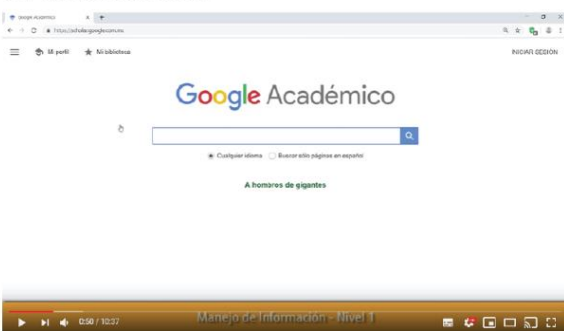 Google Académico
https://scholar.google.com.mx
Mi perfil
Mi biblioteca
INICIAR SESIÓN
Google Académico
Cualquier idioma
Buscar sólo páginas en español
A hombros de gigantes
Manejo de Información - Nivel 1
0:50 / 10:37